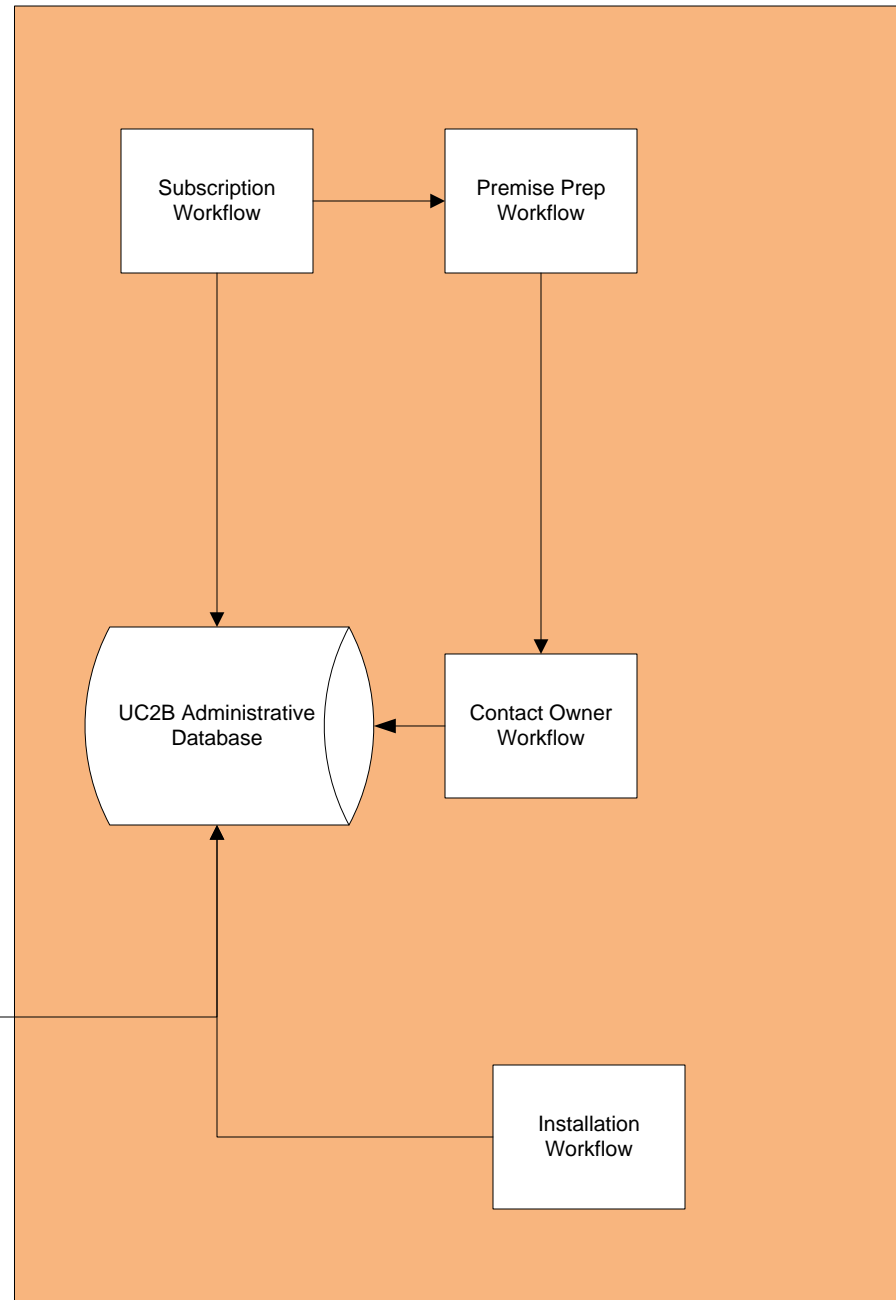 Subscription
Workflow
Premise Prep
Workflow
UC2B Administrative
Database
Contact Owner
Workflow
Installation
Workflow